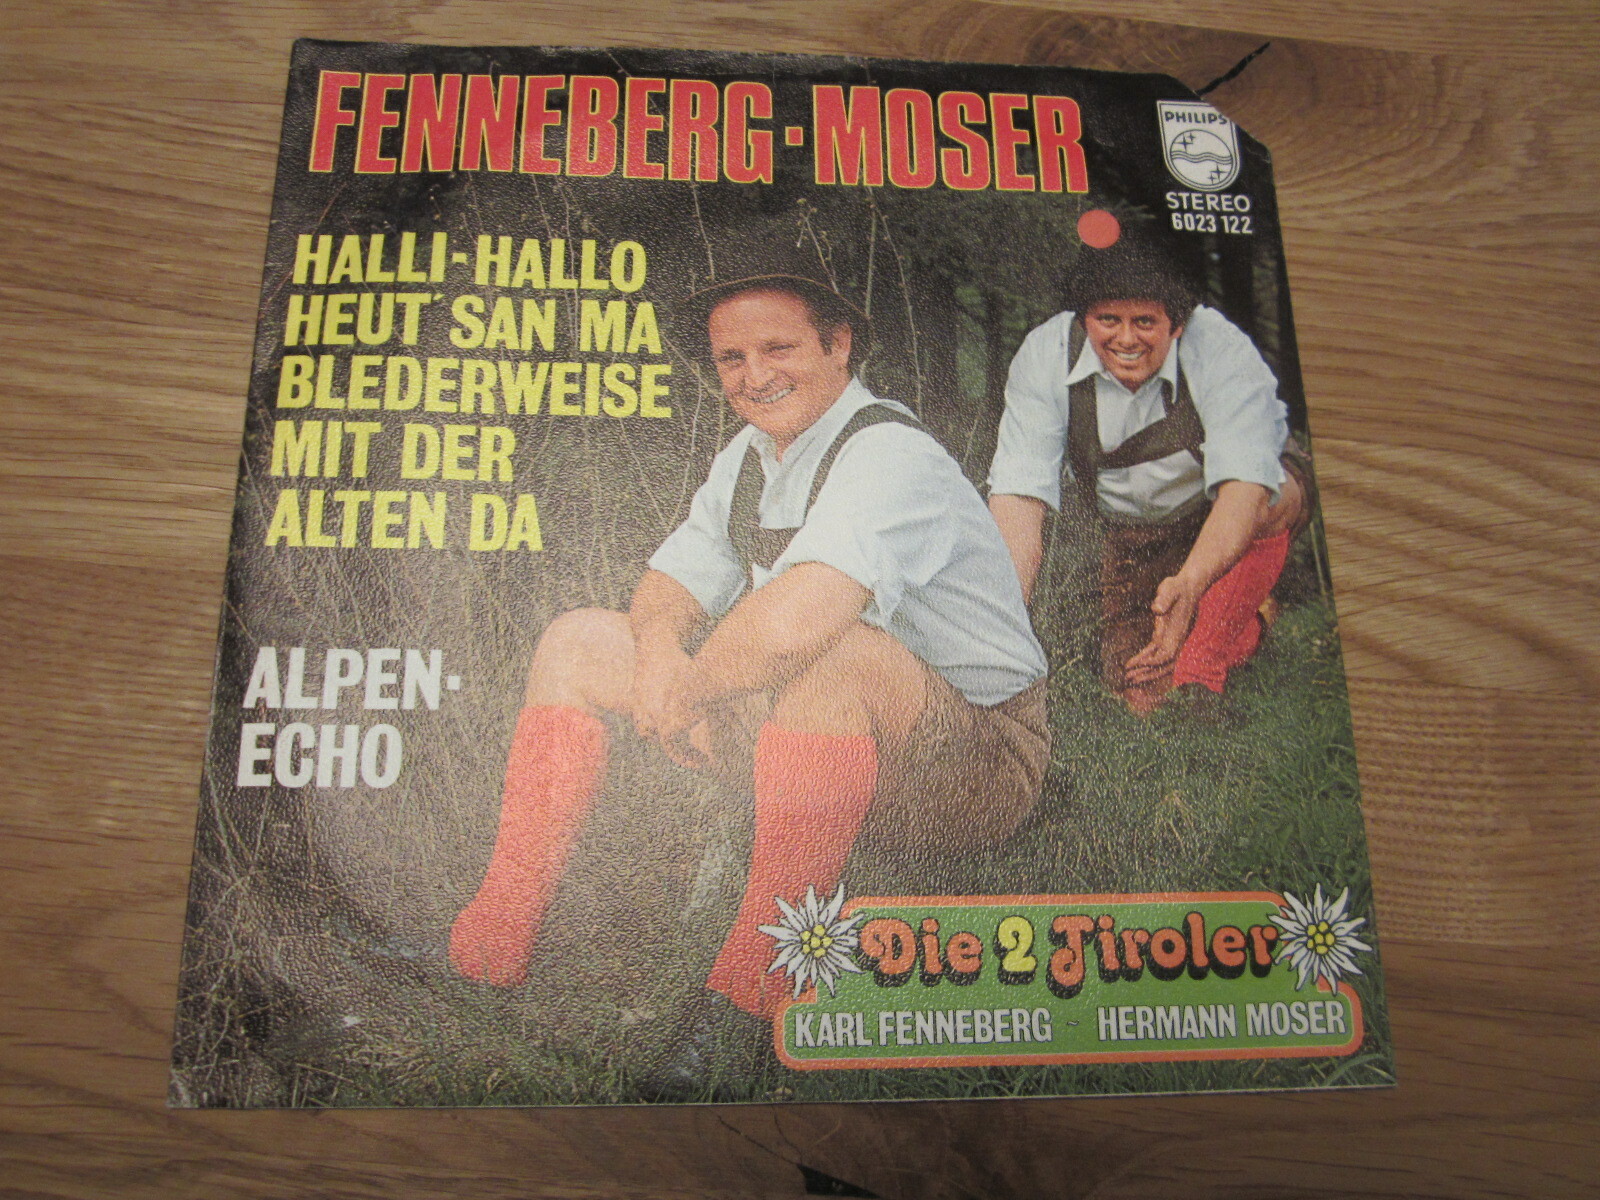 FENNEBERG·MOSER
PHILIPS
STEREO
6023 122
HALLI-HALLO
HEUT´ SAN MA
BLEDERWEISE
MIT DER
ALTEN DA
ALPEN-
ECHO
Die 2 Tiroler
KARL FENNEBERG - HERMANN MOSER